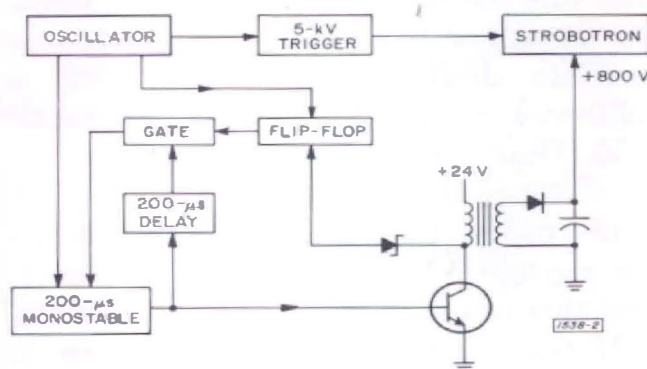 OSCILLATOR
5-kV
TRIGGER
STROBOTRON
+800 V
GATE
FLIP-FLOP
+24 V
200-μs
DELAY
200-μs
MONOSTABLE
1538-2